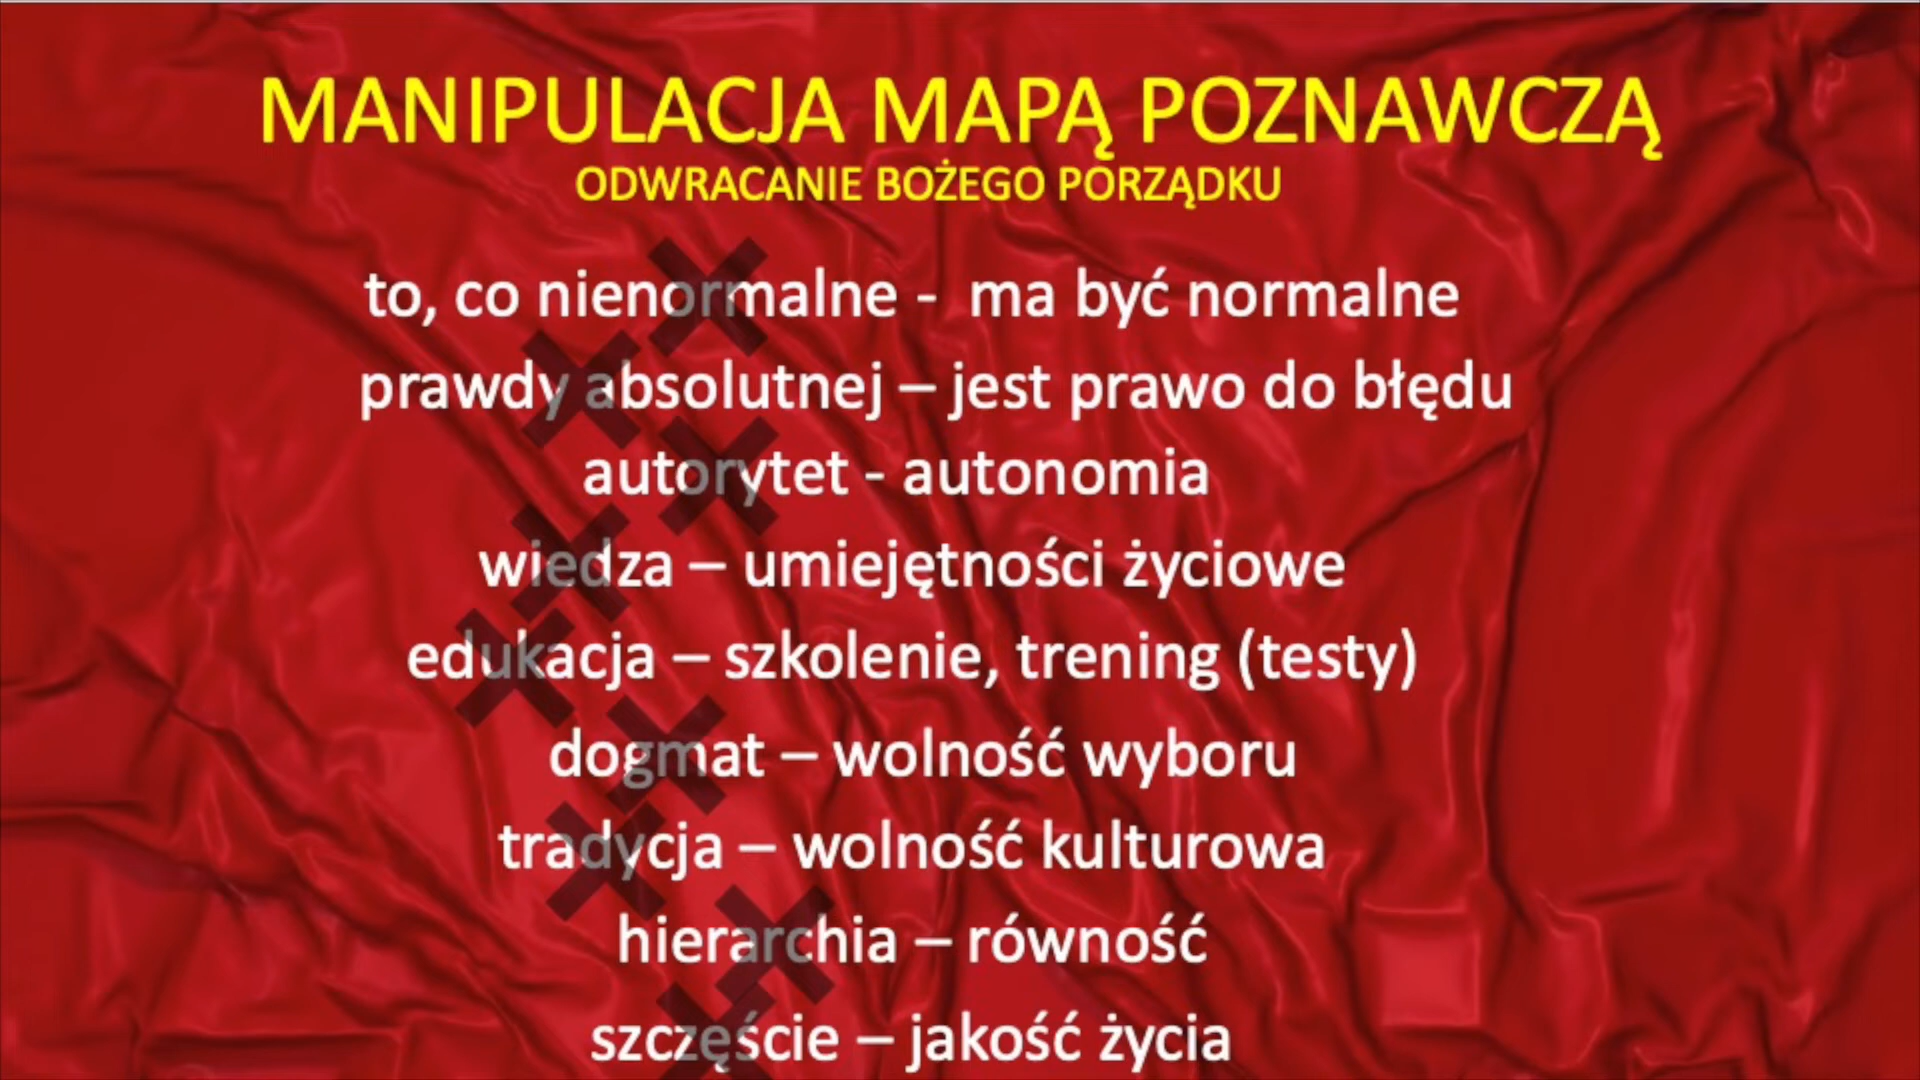 MANIPULACJA MAPĄ POZNAWCZĄ
ODWRACANIE BOŻEGO PORZĄDKU
to, co nienormalne - ma być normalne
prawdy absolutnej – jest prawo do błędu
autorytet - autonomia
wiedza – umiejętności życiowe
edukacja – szkolenie, trening (testy)
dogmat – wolność wyboru
tradycja – wolność kulturowa
hierarchia – równość
szczęście – jakość życia